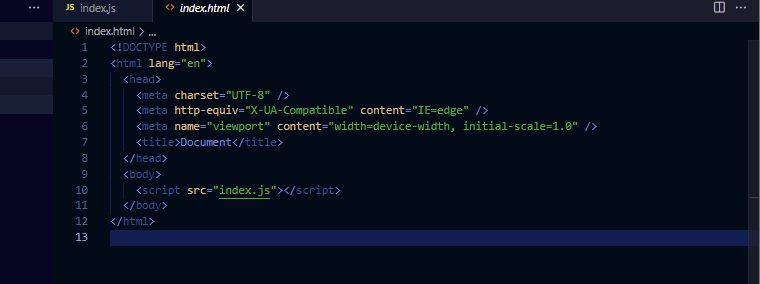 JS index.js <> index.html ×
<> index.html > ...
1 <!DOCTYPE html>
2 <html lang="en">
3 <head>
4 <meta charset="UTF-8" />
5 <meta http-equiv="X-UA-Compatible" content="IE=edge" />
6 <meta name="viewport" content="width=device-width, initial-scale=1.0" />
7 <title>Document</title>
8 </head>
9 <body>
10 <script src="index.js"></script>
11 </body>
12 </html>
13